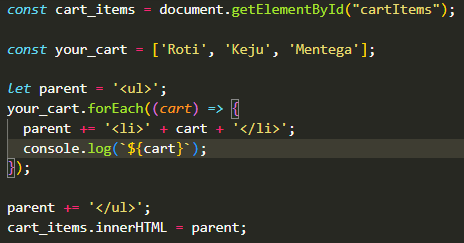 const cart_items = document.getElementById("cartItems");
const your_cart = ['Roti', 'Keju', 'Mentega'];
let parent = '<ul>';
your_cart.forEach((cart) => {
  parent += '<li>' + cart + '</li>';
  console.log(`${cart}`);
});
parent += '</ul>';
cart_items.innerHTML = parent;